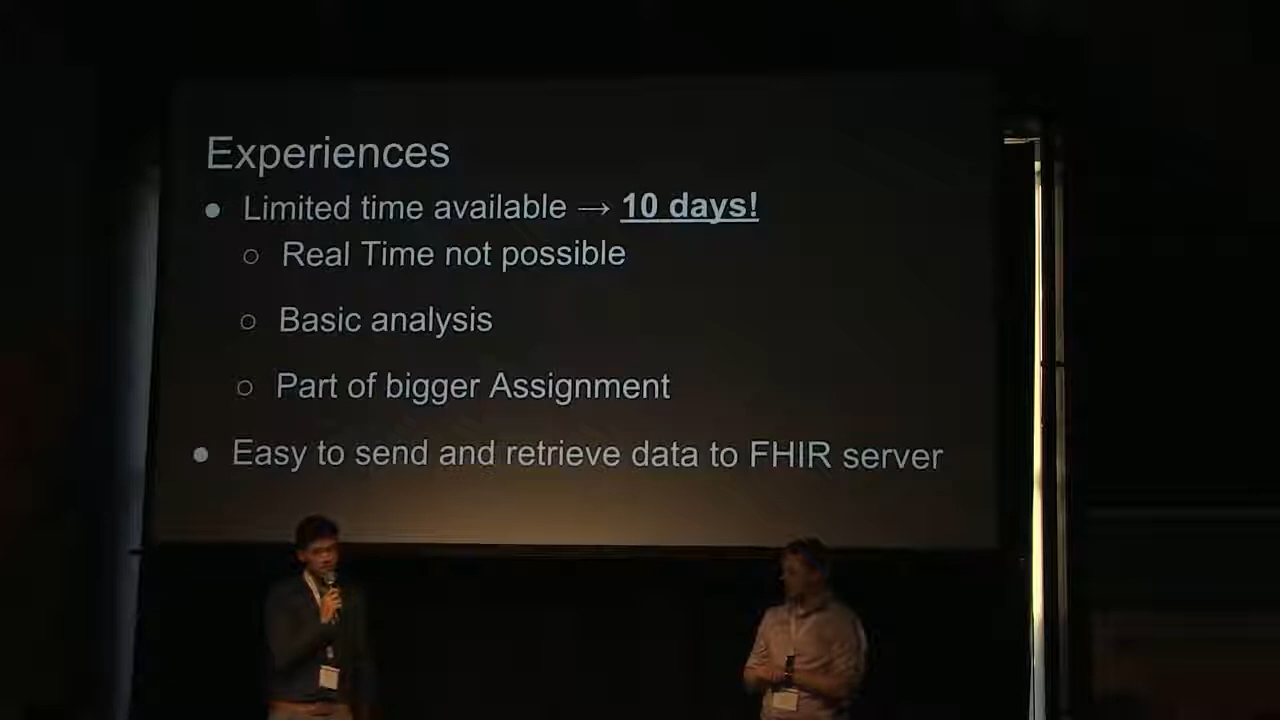 Experiences
● Limited time available → 10 days!
○ Real Time not possible
○ Basic analysis
○ Part of bigger Assignment
● Easy to send and retrieve data to FHIR server